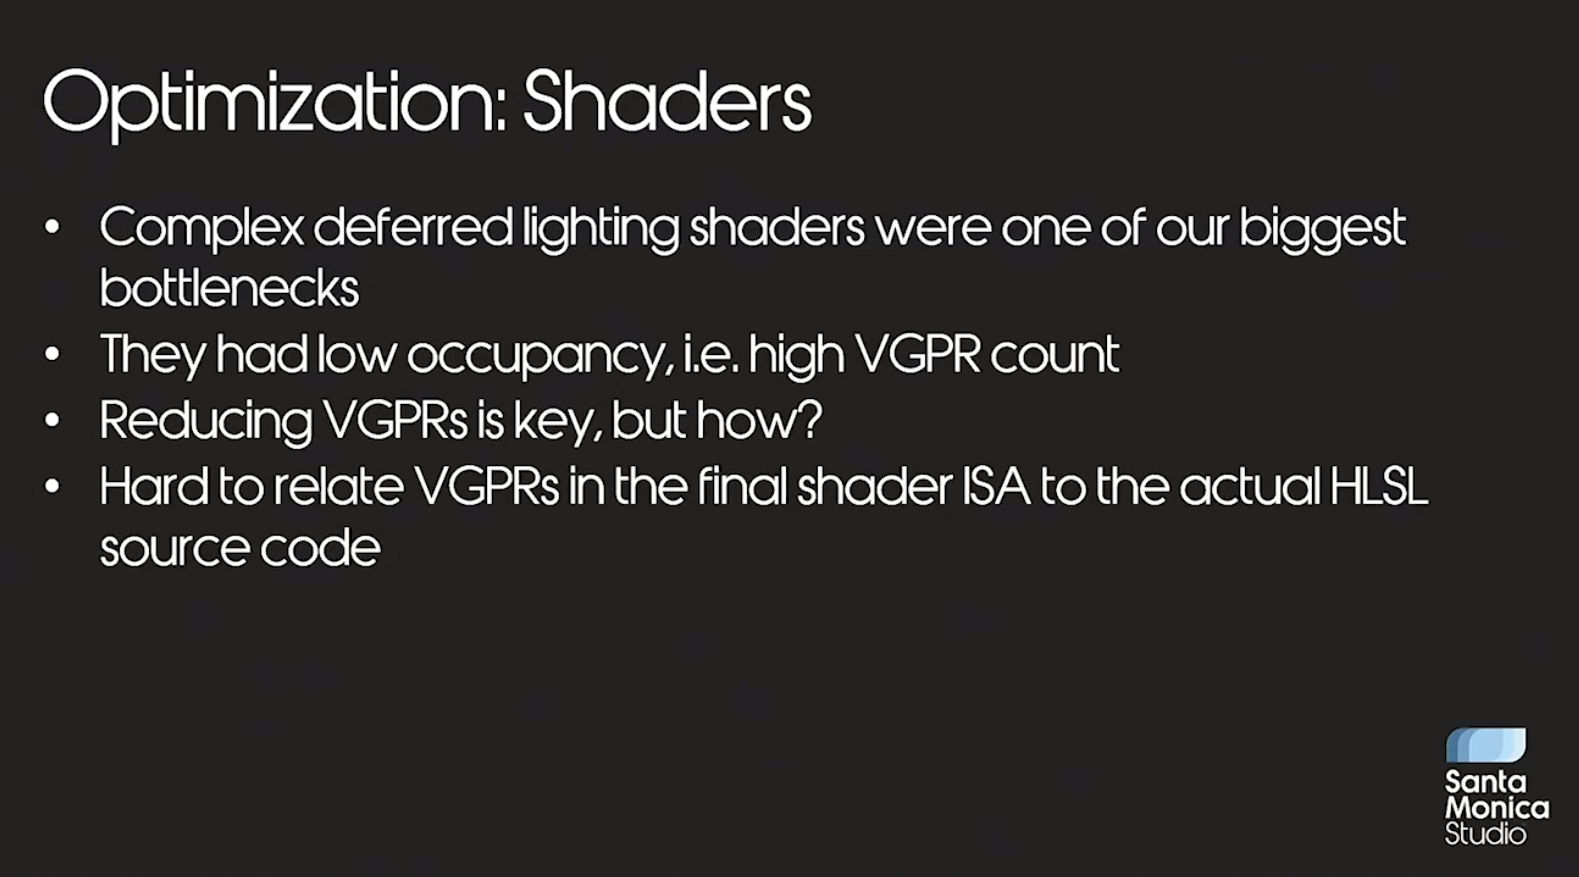 Optimization: Shaders
• Complex deferred lighting shaders were one of our biggest
bottlenecks
• They had low occupancy, i.e. high VGPR count
• Reducing VGPRs is key, but how?
• Hard to relate VGPRs in the final shader ISA to the actual HLSL
source code
Santa
Monica
Studio